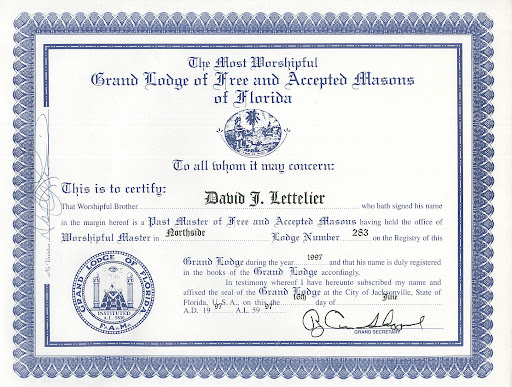 The Most Worshipful
Grand Lodge of Free and Accepted Masons
of Florida
To all whom it may concern:
This is to certify:
That Worshipful Brother David J. Lettelier who hath signed his name
in the margin hereof is a Past Master of Free and Accepted Masons having held the office of
Worshipful Master in Northside Lodge Number 283 on the Registry of this
Grand Lodge during the year 1997 and that his name is duly registered
in the books of the Grand Lodge accordingly.
In testimony whereof I have hereunto subscribed my name and
affixed the seal of the Grand Lodge at the City of Jacksonville, State of
Florida, U.S.A., on this the 16th day of June
A.D. 19 97 A.L. 59 97
GRAND SECRETARY
GRAND LODGE OF FLORIDA
INSTITUTED
A.L. 5830
F.&A.M.
Ne Varietur